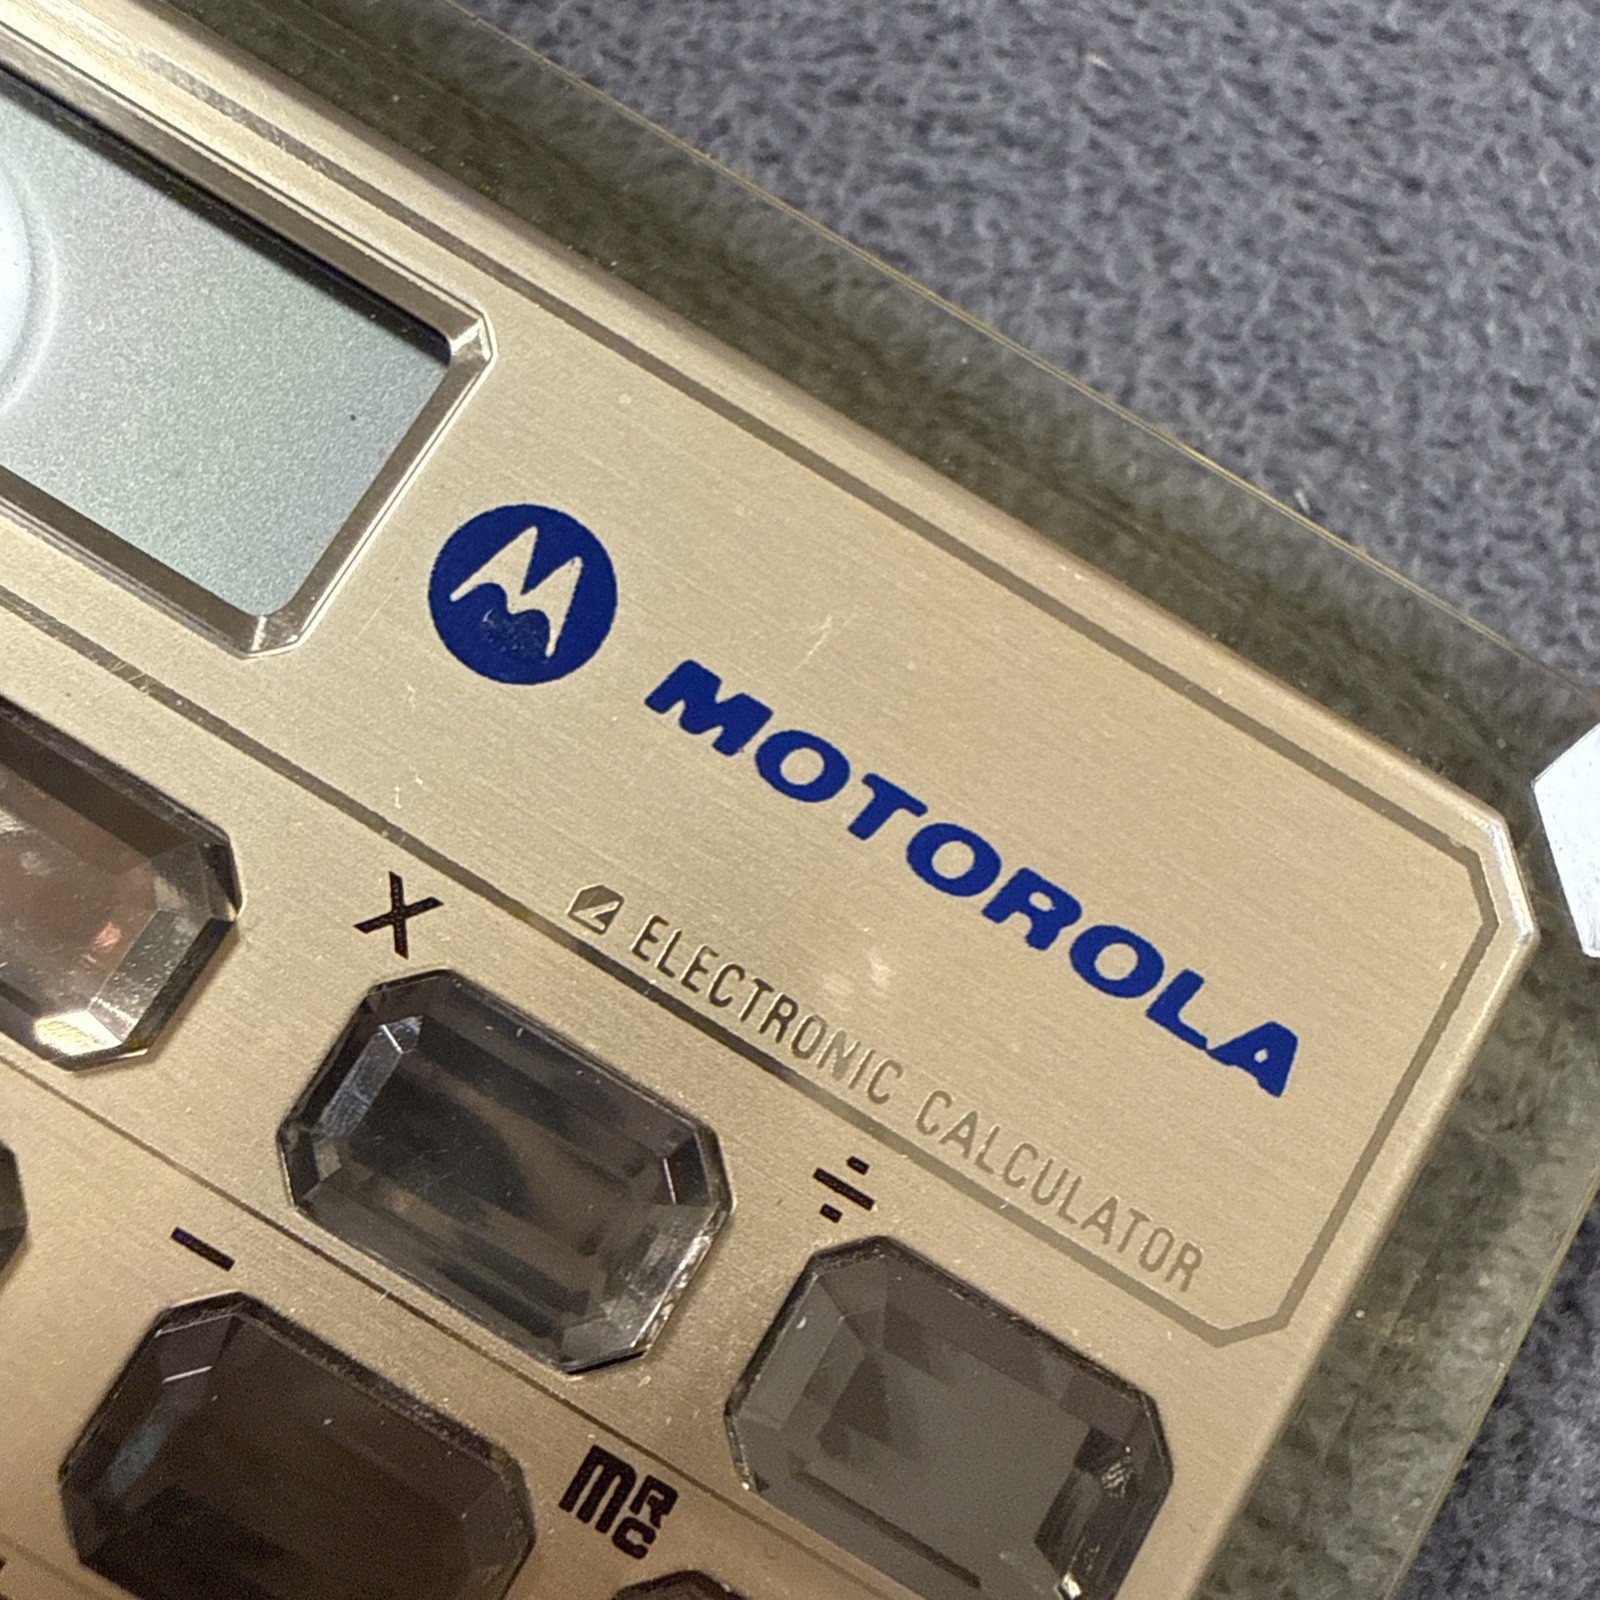 MOTOROLA
ELECTRONIC CALCULATOR
X
÷
−
MRC